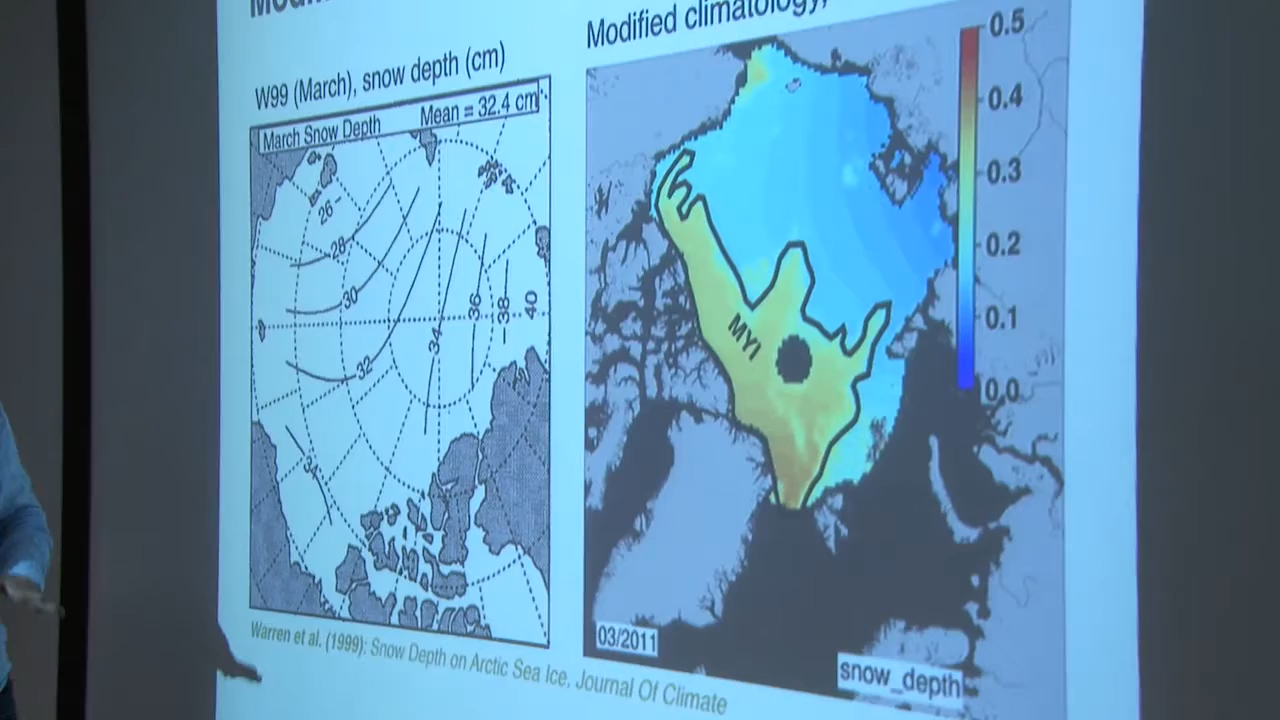 W99 (March), snow depth (cm)
March Snow Depth
Mean = 32.4 cm
26
28
30
32
34
36
38
40
34
Warren et al. (1999): Snow Depth on Arctic Sea Ice. Journal Of Climate
Modified climatology,
MYI
0.5
0.4
0.3
0.2
0.1
0.0
03/2011
snow_depth